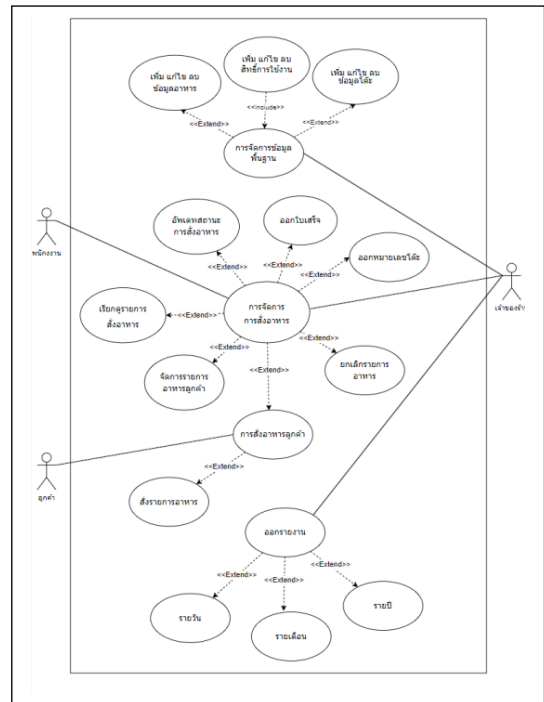 เพิ่ม แก้ไข ลบ
สิทธิ์การใช้งาน
เพิ่ม แก้ไข ลบ
ข้อมูลอาหาร
เพิ่ม แก้ไข ลบ
ข้อมูลโต๊ะ
<<Include>>
<<Extend>>
<<Extend>>
การจัดการข้อมูล
พื้นฐาน
อัพเดทสถานะ
การสั่งอาหาร
ออกใบเสร็จ
พนักงาน
ออกหมายเลขโต๊ะ
<<Extend>>
<<Extend>>
<<Extend>>
เรียกดูรายการ
สั่งอาหาร
<<Extend>>
การจัดการ
การสั่งอาหาร
<<Extend>>
<<Extend>>
<<Extend>>
จัดการรายการ
อาหารลูกค้า
ยกเลิกรายการ
อาหาร
การสั่งอาหารลูกค้า
<<Extend>>
ลูกค้า
สั่งรายการอาหาร
ออกรายงาน
<<Extend>>
<<Extend>>
<<Extend>>
รายวัน
รายเดือน
รายปี